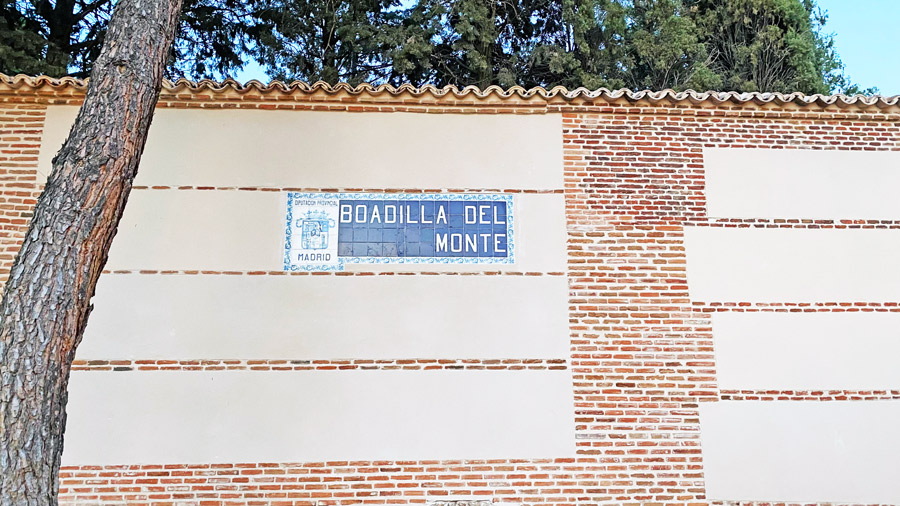 DIPUTACION PROVINCIAL
MADRID
BOADILLA DEL
MONTE